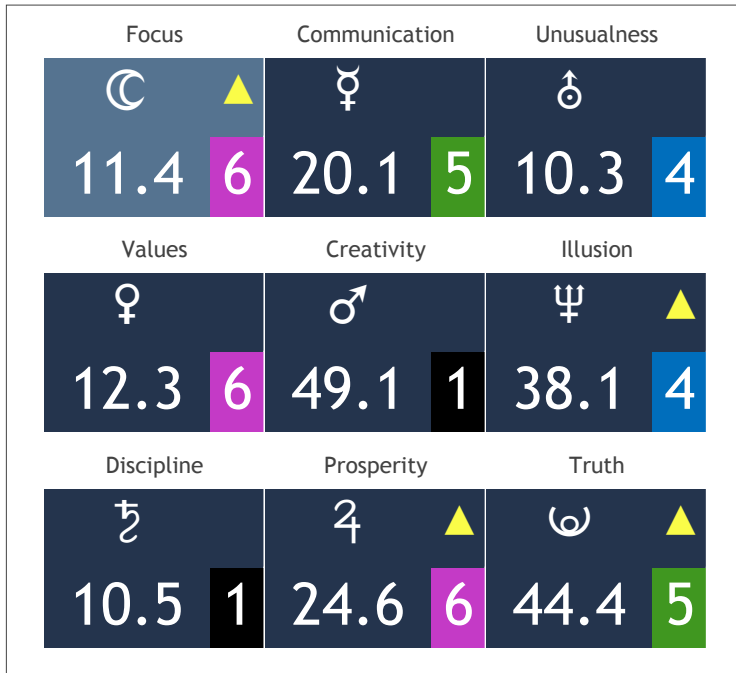 Focus Communication Unusualness
☾ ▲ ☿ ⛢
11.4 6 20.1 5 10.3 4
Values Creativity Illusion
♀ ♂ ♆ ▲
12.3 6 49.1 1 38.1 4
Discipline Prosperity Truth
♄ ♃ ▲ ⯓ ▲
10.5 1 24.6 6 44.4 5